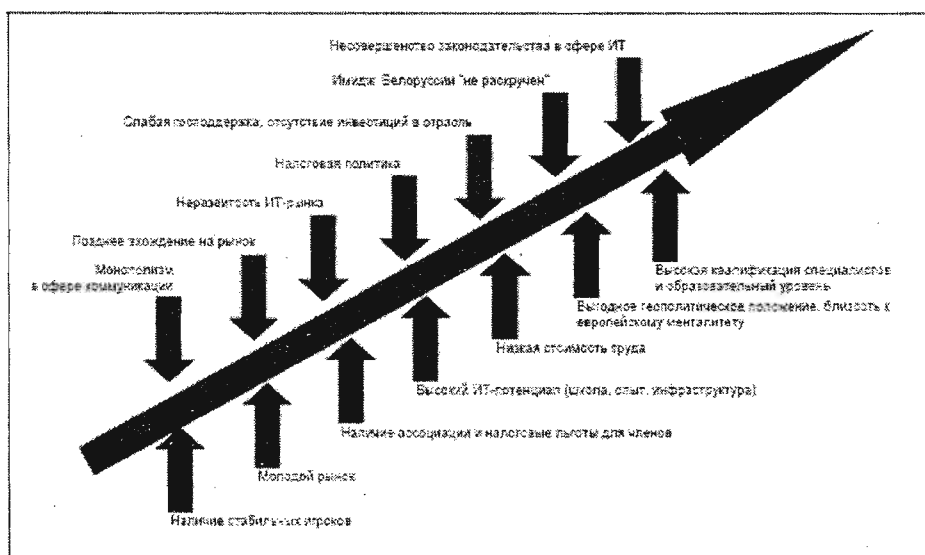 Несовершенство законодательства в сфере ИТ
Имидж Белоруссии "не раскручен"
Слабая господдержка, отсутствие инвестиций в отрасль
Налоговая политика
Неразвитость ИТ-рынка
Позднее вхождение на рынок
Монополизм
в сфере коммуникации
Высокая квалификация специалистов
и образовательный уровень
Выгодное геополитическое положение, близость к
европейскому менталитету
Низкая стоимость труда
Высокий ИТ-потенциал (школа, опыт, инфраструктура)
Наличие ассоциации и налоговые льготы для членов
Молодой рынок
Наличие стабильных игроков